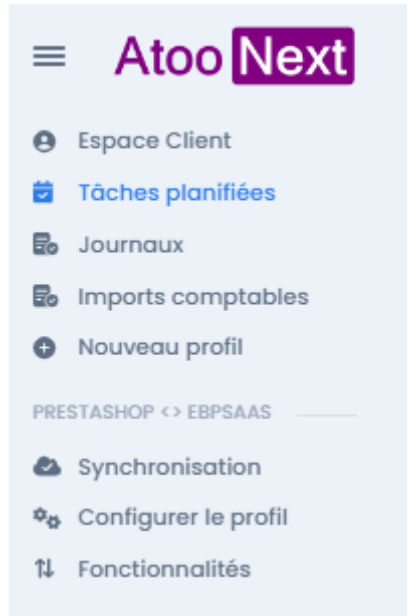 Atoo Next
Espace Client
Tâches planifiées
Journaux
Imports comptables
Nouveau profil
PRESTASHOP <> EBPSAAS
Synchronisation
Configurer le profil
Fonctionnalités